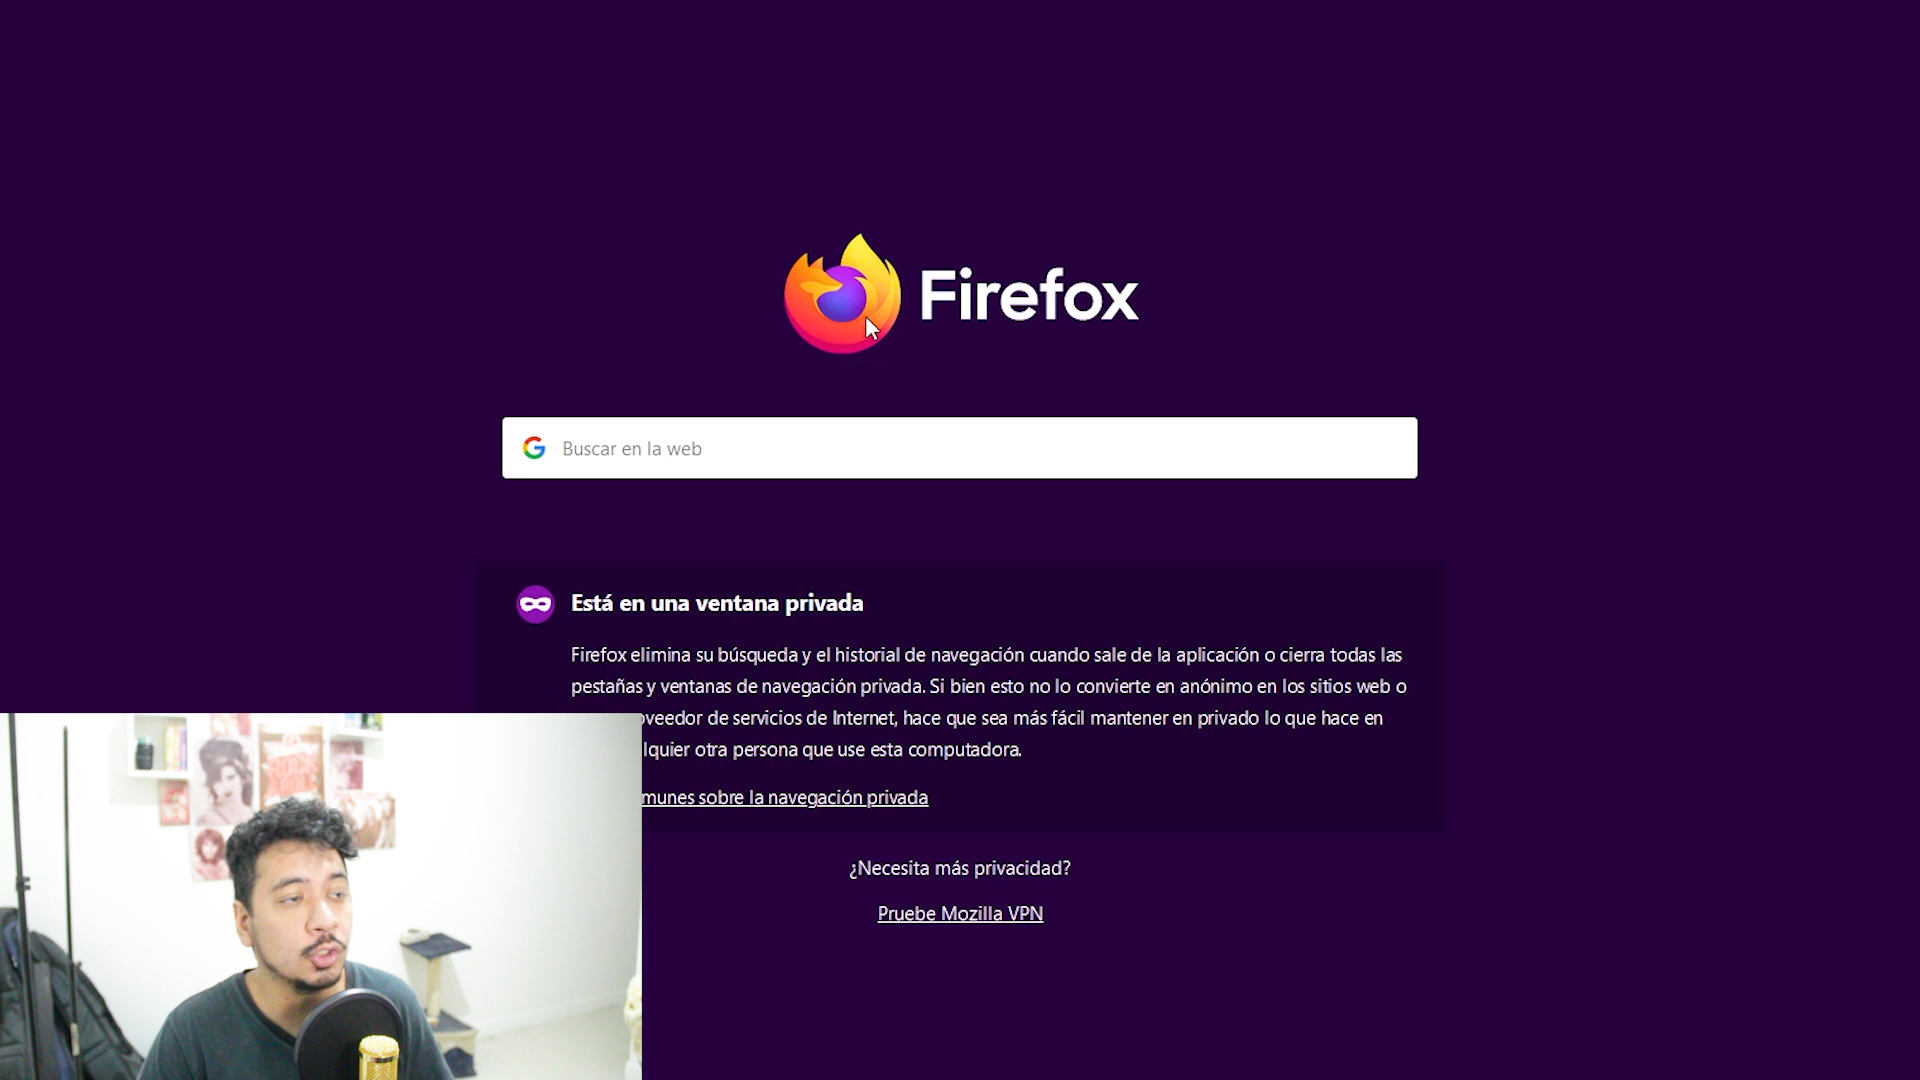 Firefox
Buscar en la web
Está en una ventana privada
Firefox elimina su búsqueda y el historial de navegación cuando sale de la aplicación o cierra todas las
pestañas y ventanas de navegación privada. Si bien esto no lo convierte en anónimo en los sitios web o
de servicios de Internet, hace que sea más fácil mantener en privado lo que hace en
otra persona que use esta computadora.
sobre la navegación privada
¿Necesita más privacidad?
Pruebe Mozilla VPN